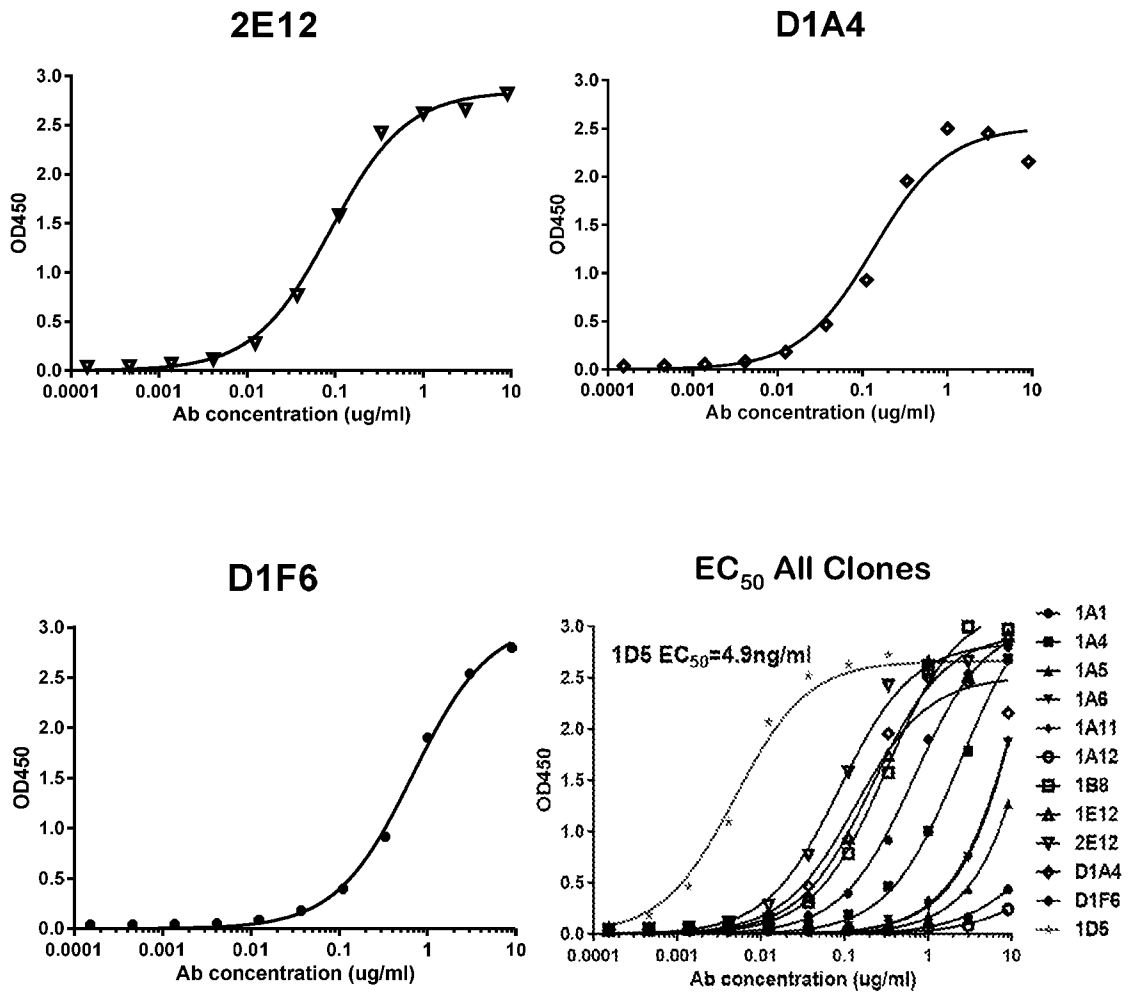 2E12
3.0
2.5
2.0
1.5
1.0
0.5
0.0
OD450
0.0001 0.001 0.01 0.1 1 10
Ab concentration (ug/ml)
D1A4
3.0
2.5
2.0
1.5
1.0
0.5
0.0
OD450
0.0001 0.001 0.01 0.1 1 10
Ab concentration (ug/ml)
D1F6
3.0
2.5
2.0
1.5
1.0
0.5
0.0
OD450
0.0001 0.001 0.01 0.1 1 10
Ab concentration (ug/ml)
EC50 All Clones
1D5 EC50=4.9ng/ml
3.0
2.5
2.0
1.5
1.0
0.5
0.0
OD450
0.0001 0.001 0.01 0.1 1 10
Ab concentration (ug/ml)
1A1
1A4
1A5
1A6
1A11
1A12
1B8
1E12
2E12
D1A4
D1F6
1D5